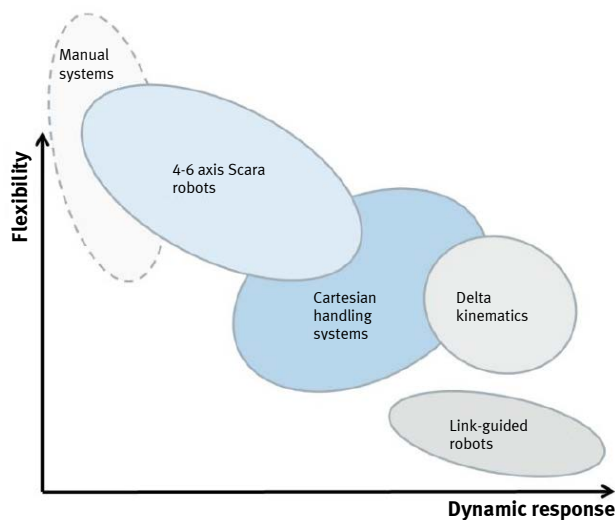 Manual
systems
4-6 axis Scara
robots
Flexibility
Cartesian
handling
systems
Delta
kinematics
Link-guided
robots
Dynamic response